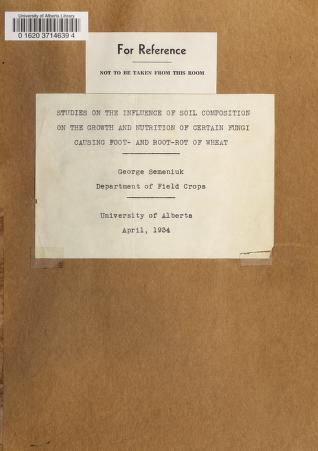 University of Alberta Library
0 1620 3714639 4
For Reference
NOT TO BE TAKEN FROM THIS ROOM
STUDIES ON THE INFLUENCE OF SOIL COMPOSITION
ON THE GROWTH AND NUTRITION OF CERTAIN FUNGI
CAUSING FOOT- AND ROOT-ROT OF WHEAT
George Semeniuk
Department of Field Crops
University of Alberta
April, 1934